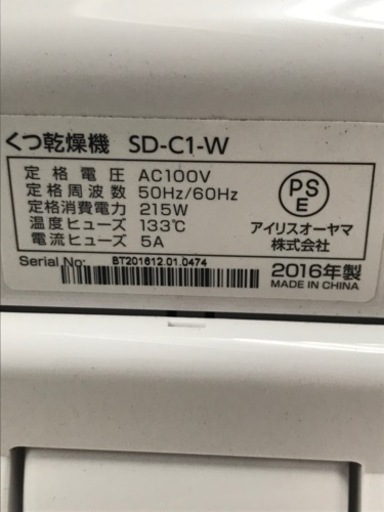 くつ乾燥機 SD-C1-W
定格電圧 AC100V
定格周波数 50Hz/60Hz
定格消費電力 215W
温度ヒューズ 133℃
電流ヒューズ 5A
PS
E
アイリスオーヤマ
株式会社
Serial No: BT201612.01.0474
2016年製
MADE IN CHINA